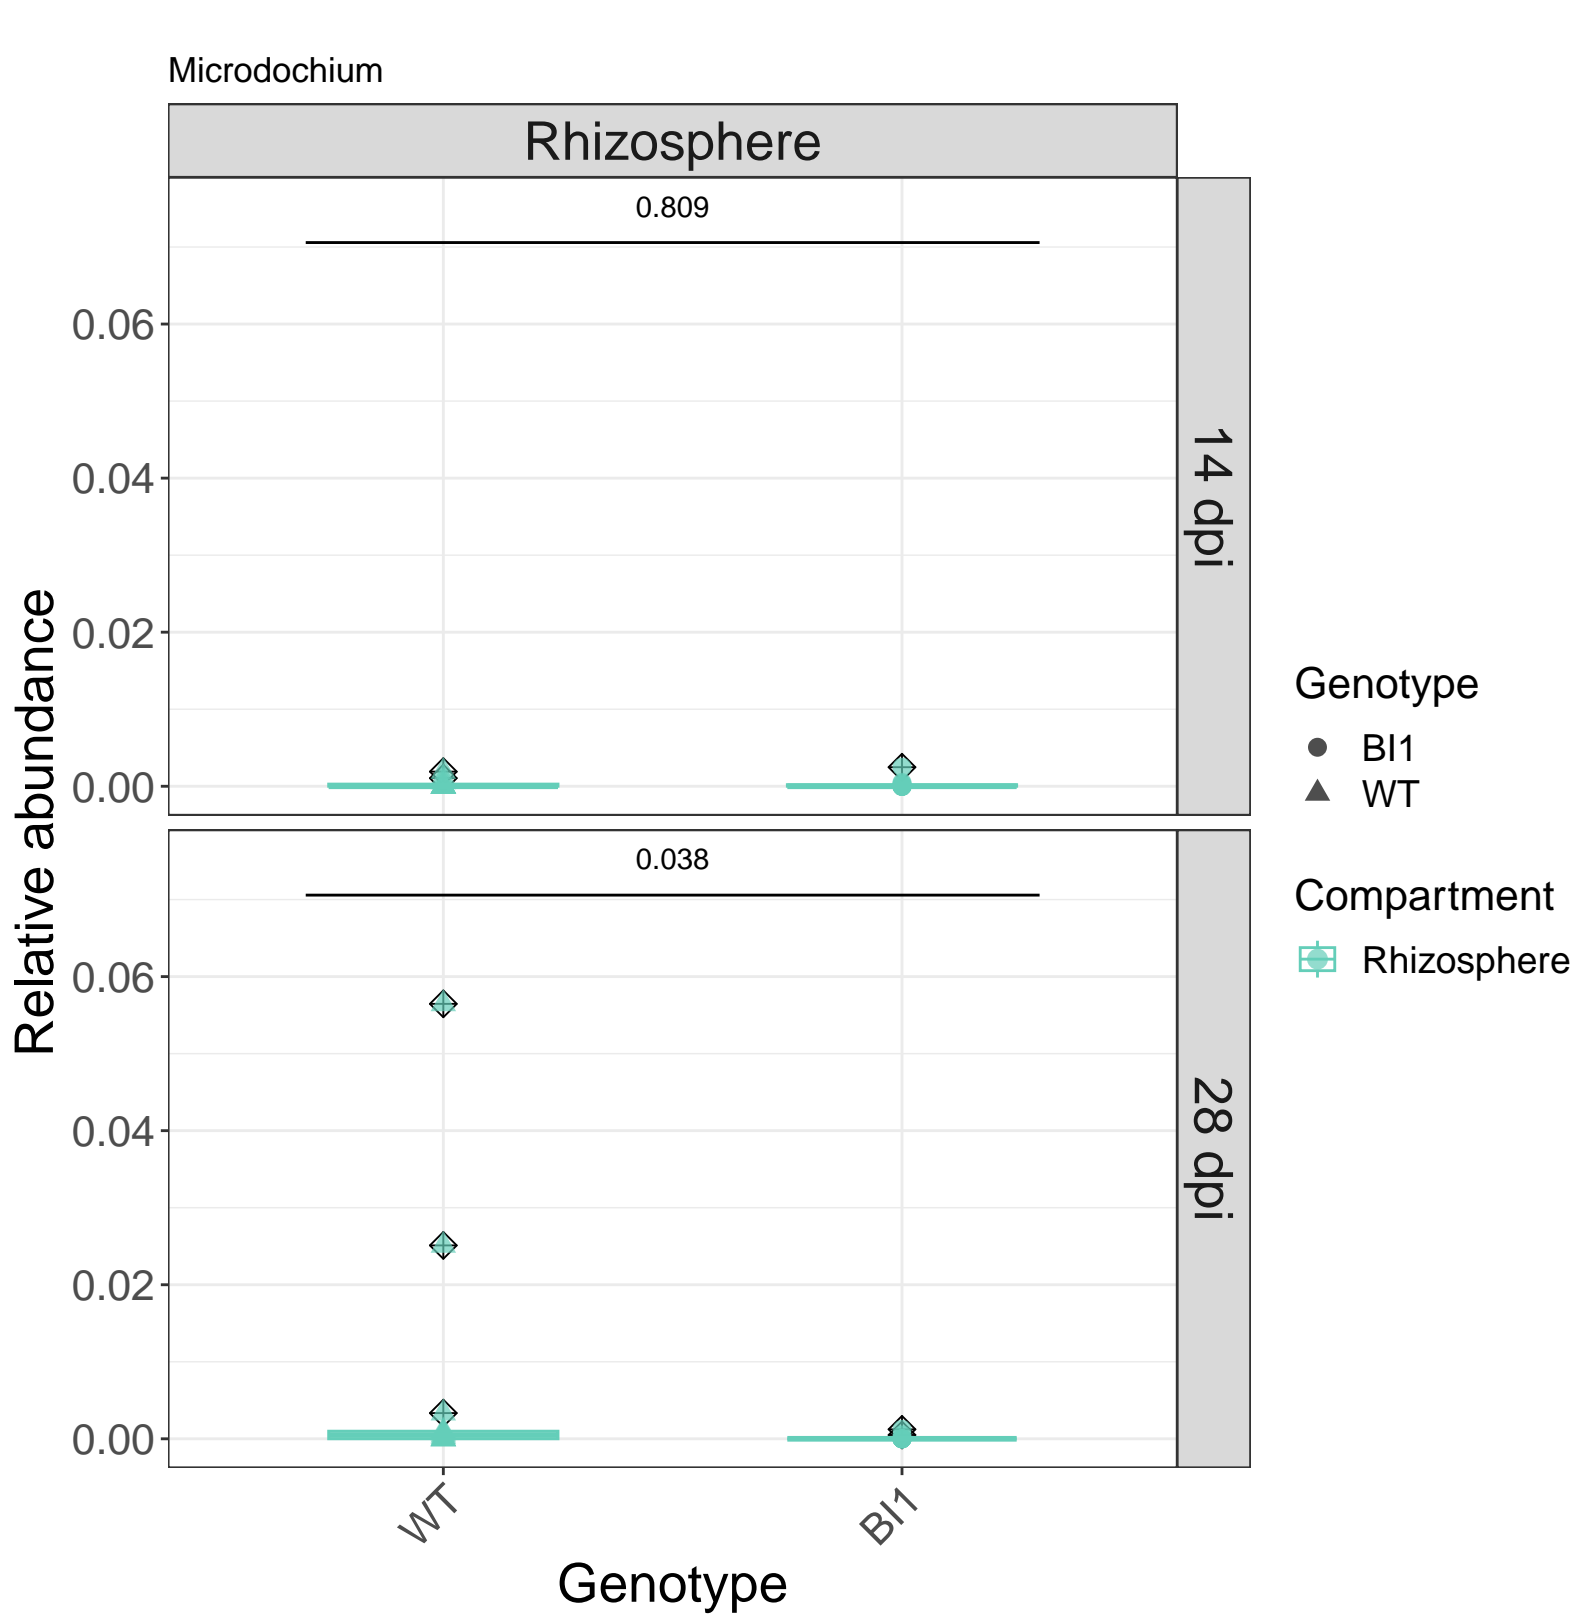 Microdochium
Rhizosphere
0.809
0.06
0.04
0.02
0.00
14 dpi
0.038
0.06
0.04
0.02
0.00
28 dpi
Relative abundance
WT
BI1
Genotype
Genotype
BI1
WT
Compartment
Rhizosphere